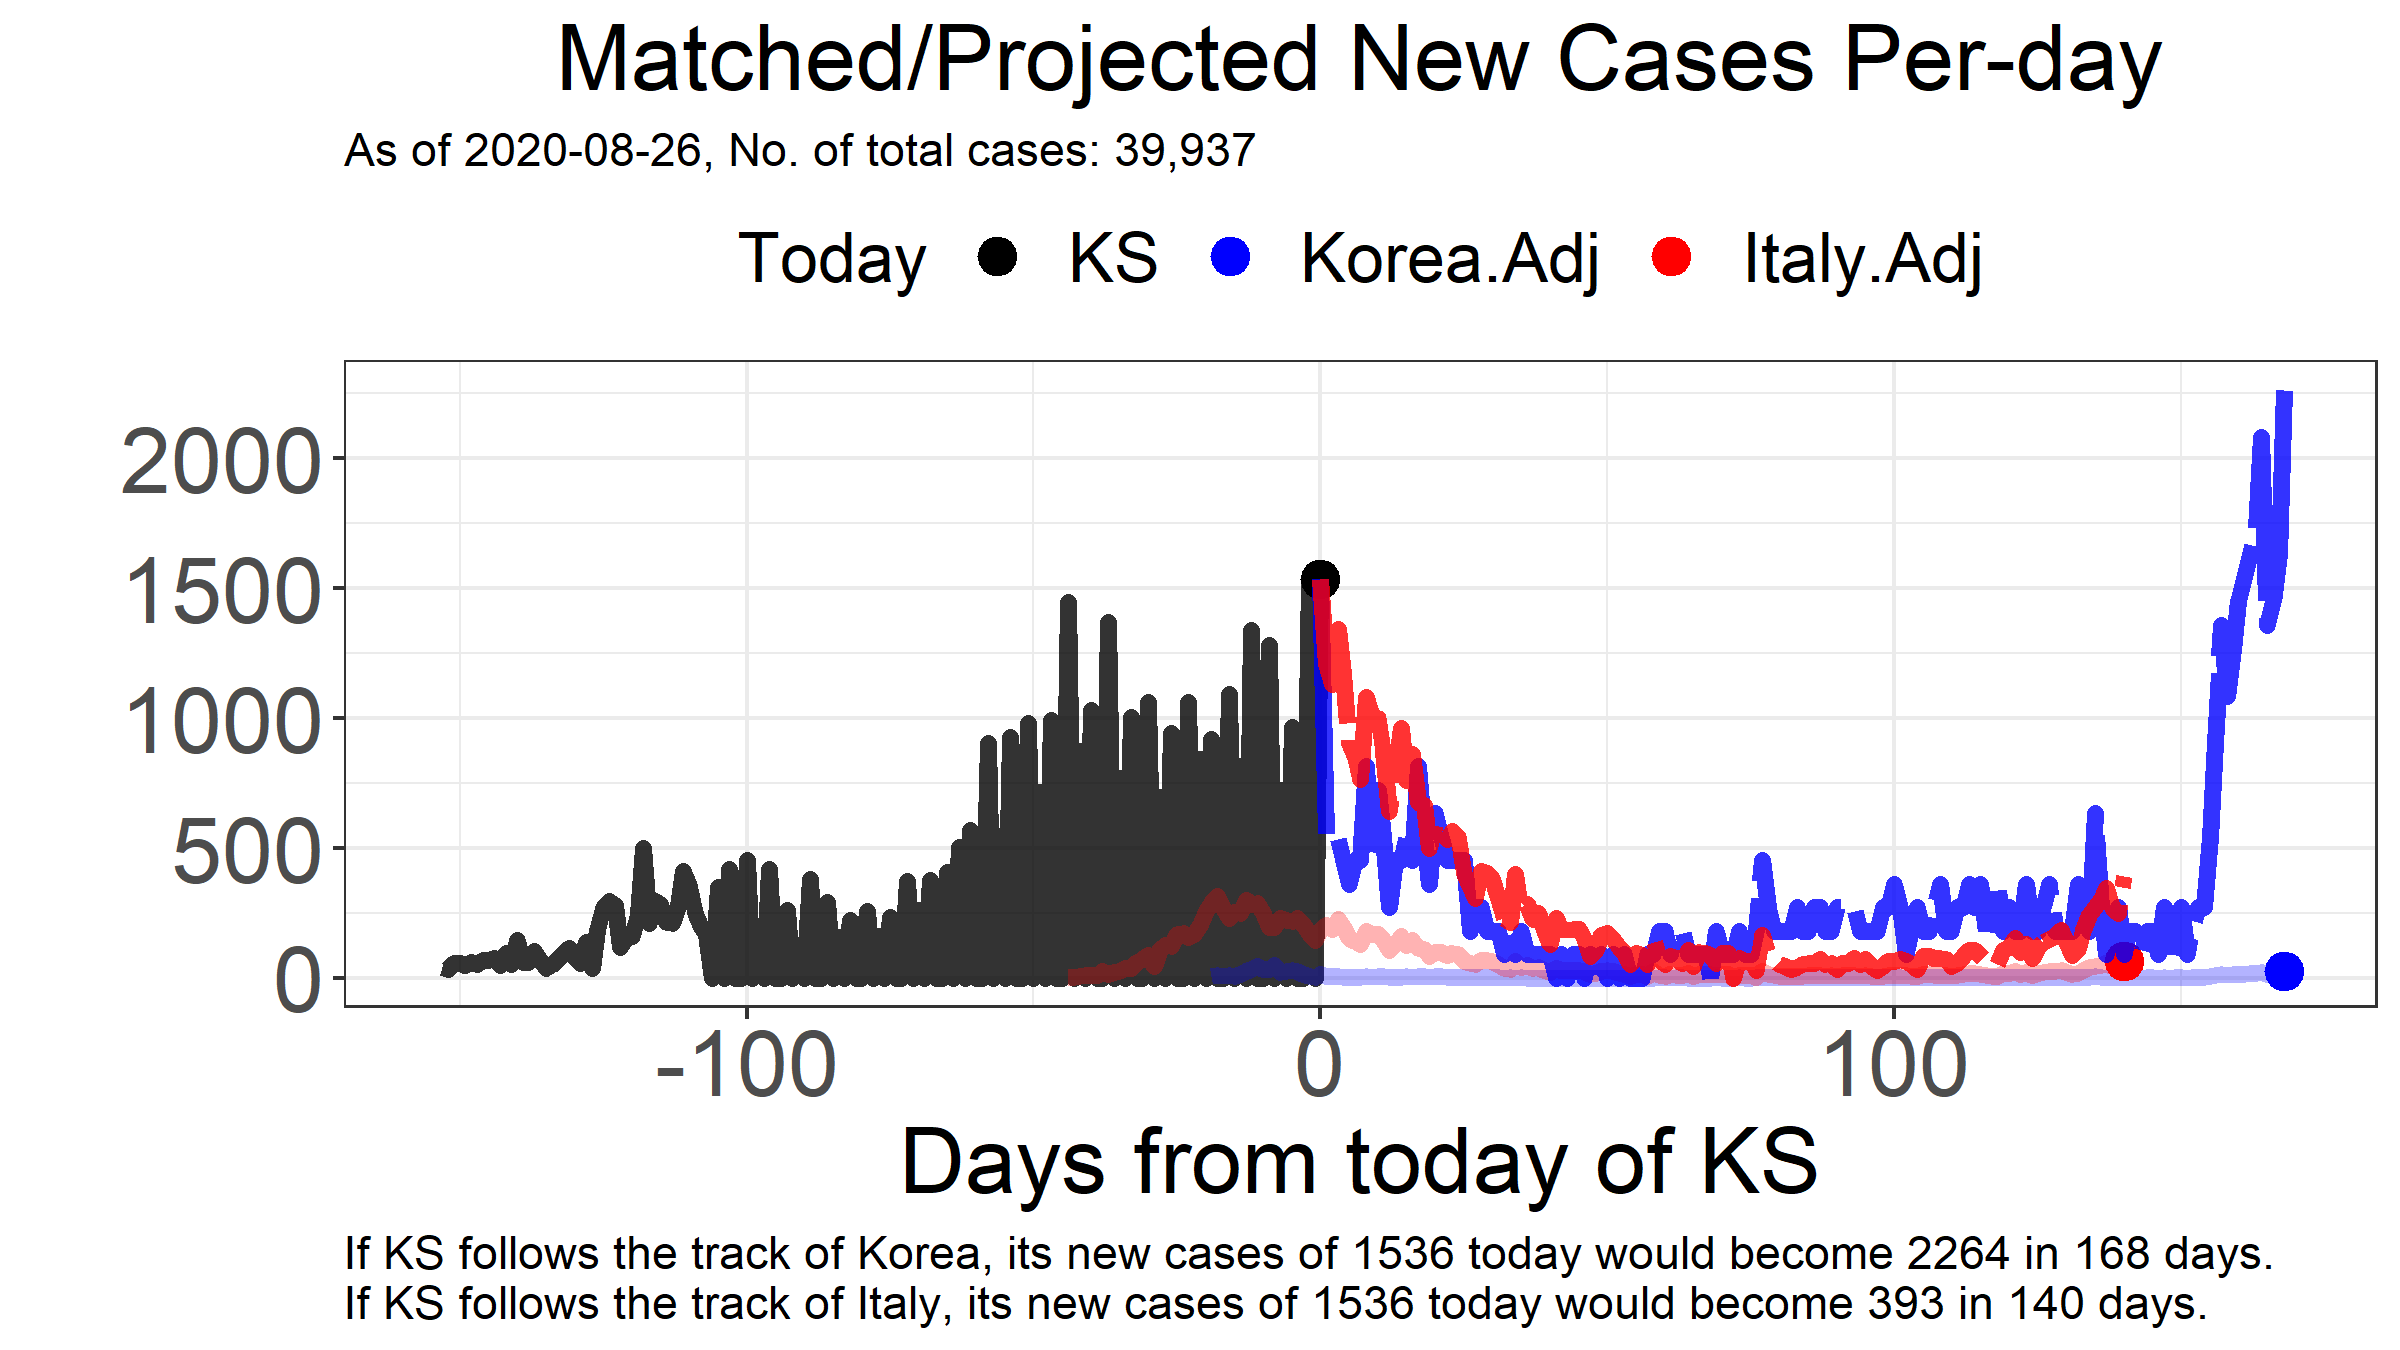 Matched/Projected New Cases Per-day
As of 2020-08-26, No. of total cases: 39,937
Today KS Korea.Adj Italy.Adj
2000
1500
1000
500
0
-100 0 100
Days from today of KS
If KS follows the track of Korea, its new cases of 1536 today would become 2264 in 168 days.
If KS follows the track of Italy, its new cases of 1536 today would become 393 in 140 days.